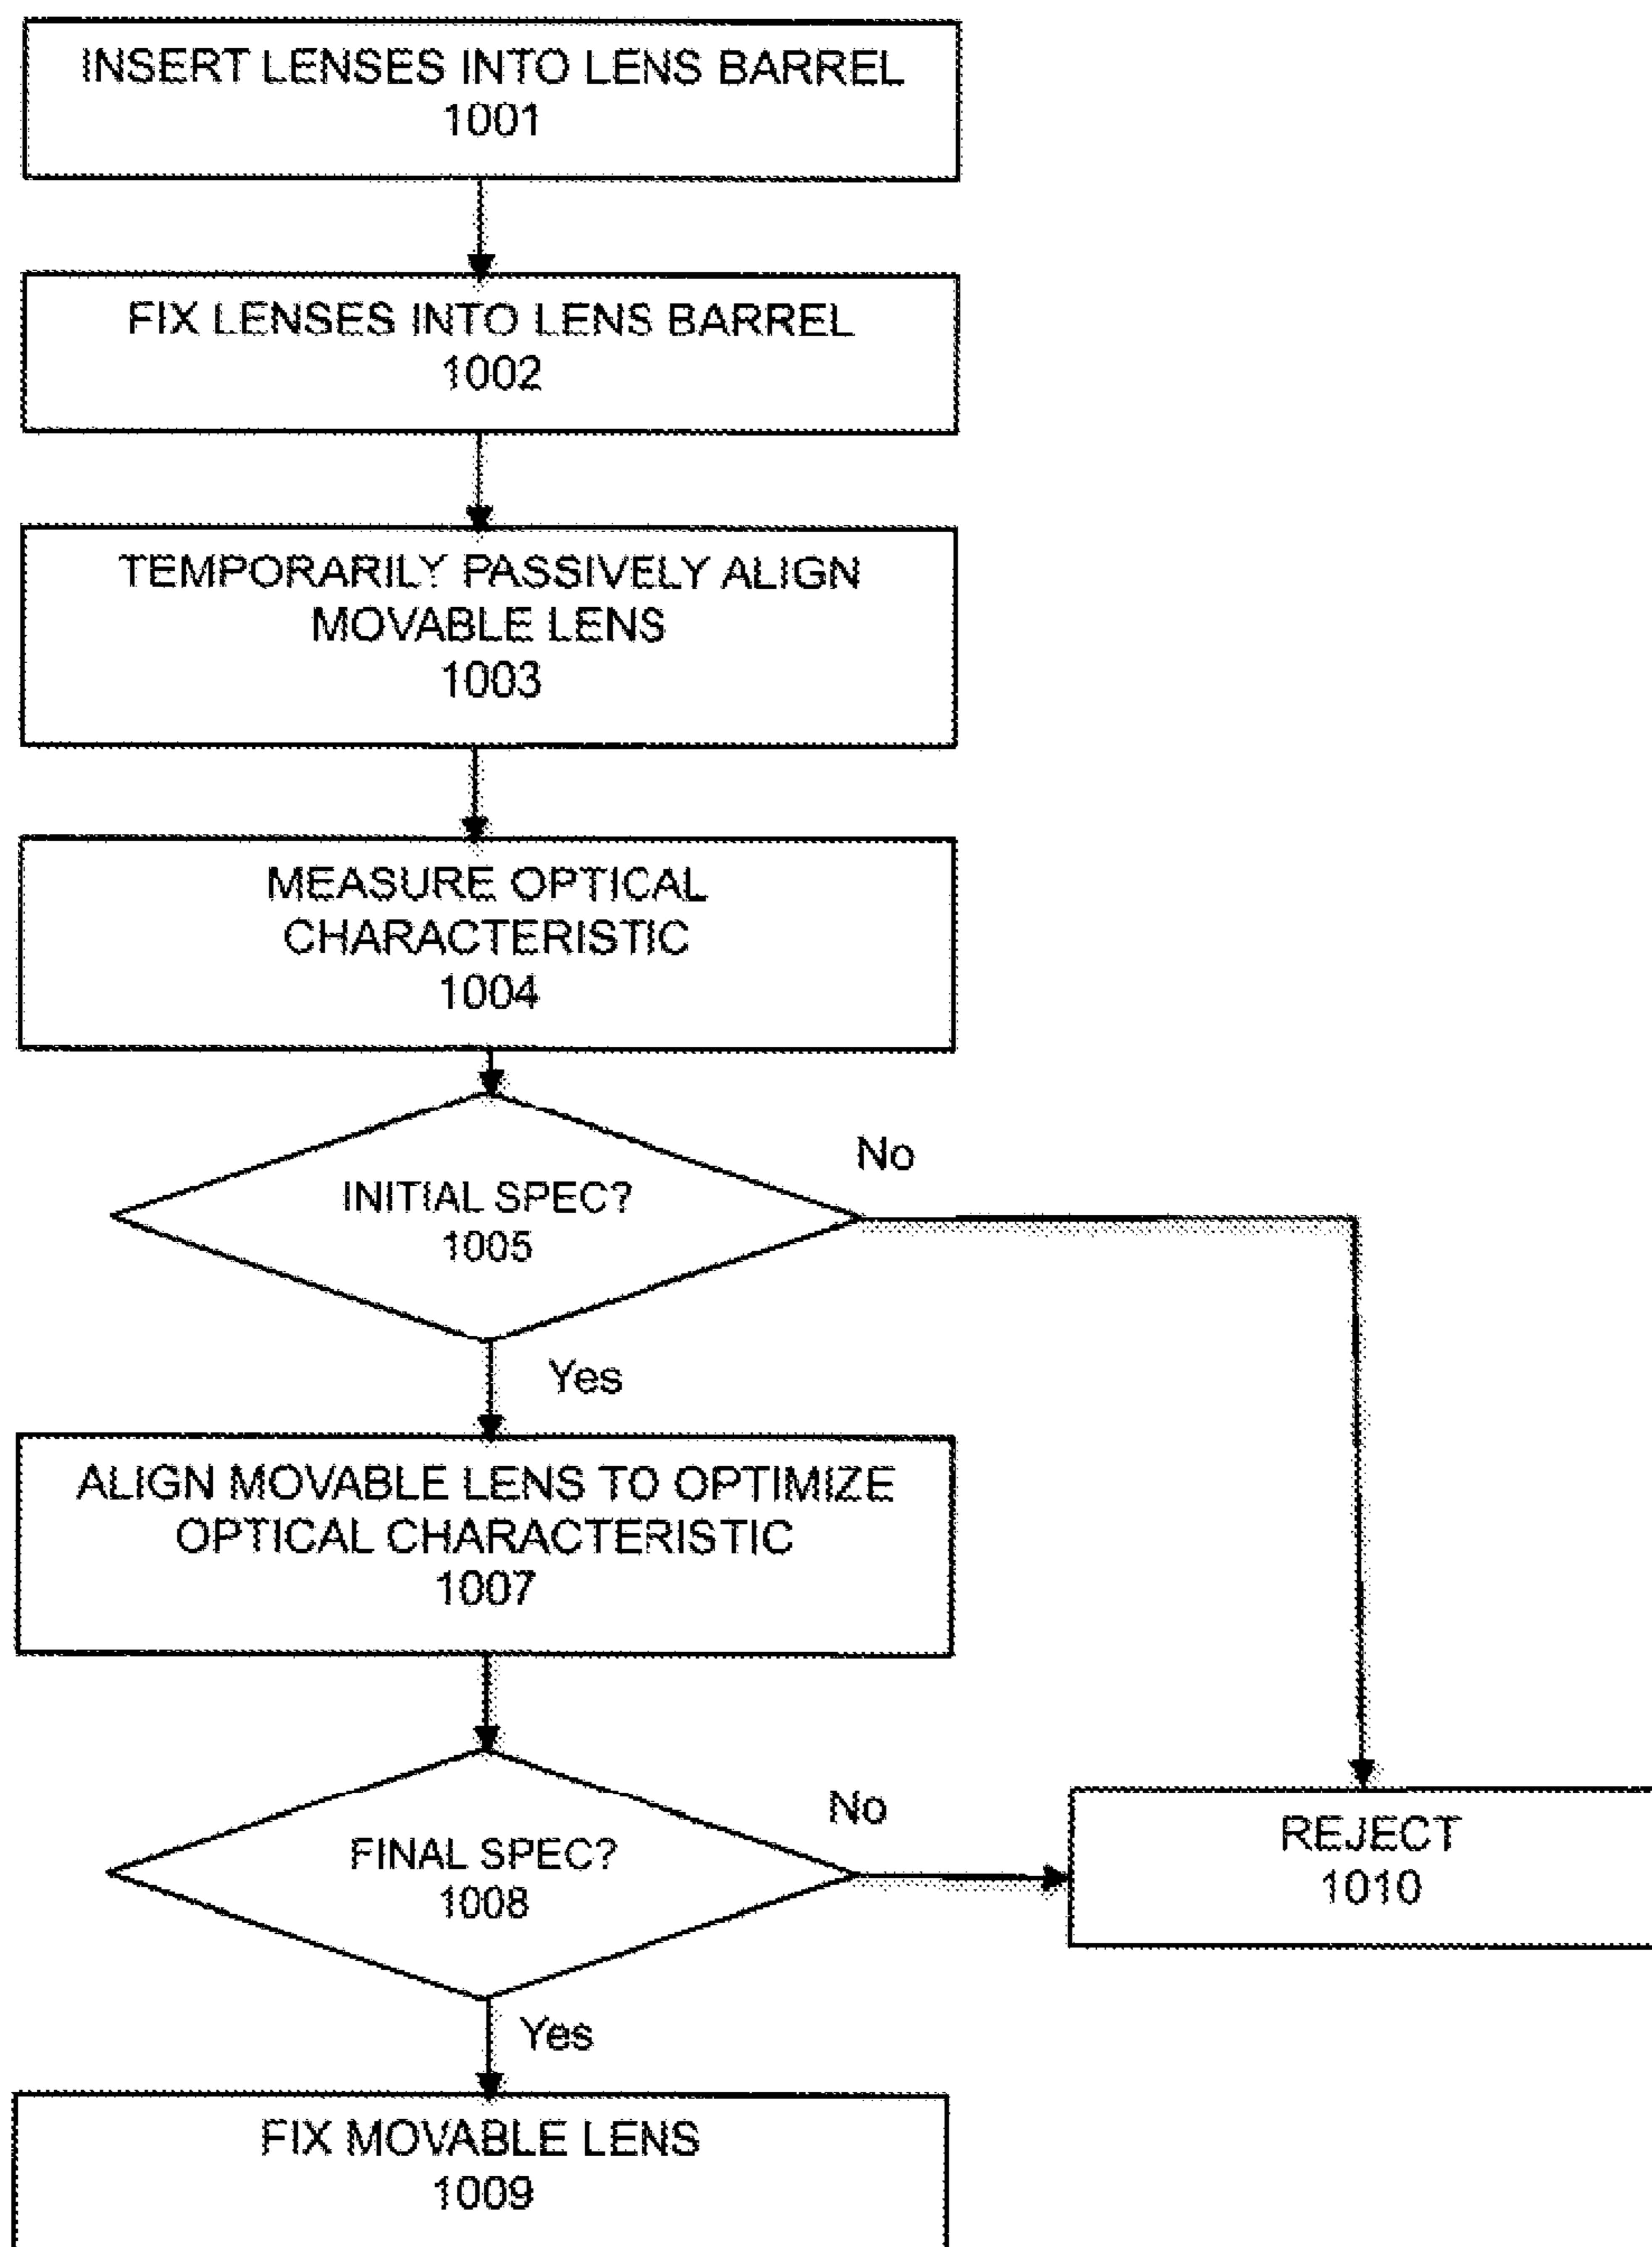 INSERT LENSES INTO LENS BARREL
1001
FIX LENSES INTO LENS BARREL
1002
TEMPORARILY PASSIVELY ALIGN
MOVABLE LENS
1003
MEASURE OPTICAL
CHARACTERISTIC
1004
INITIAL SPEC?
1005
No
Yes
ALIGN MOVABLE LENS TO OPTIMIZE
OPTICAL CHARACTERISTIC
1007
FINAL SPEC?
1008
No
REJECT
1010
Yes
FIX MOVABLE LENS
1009